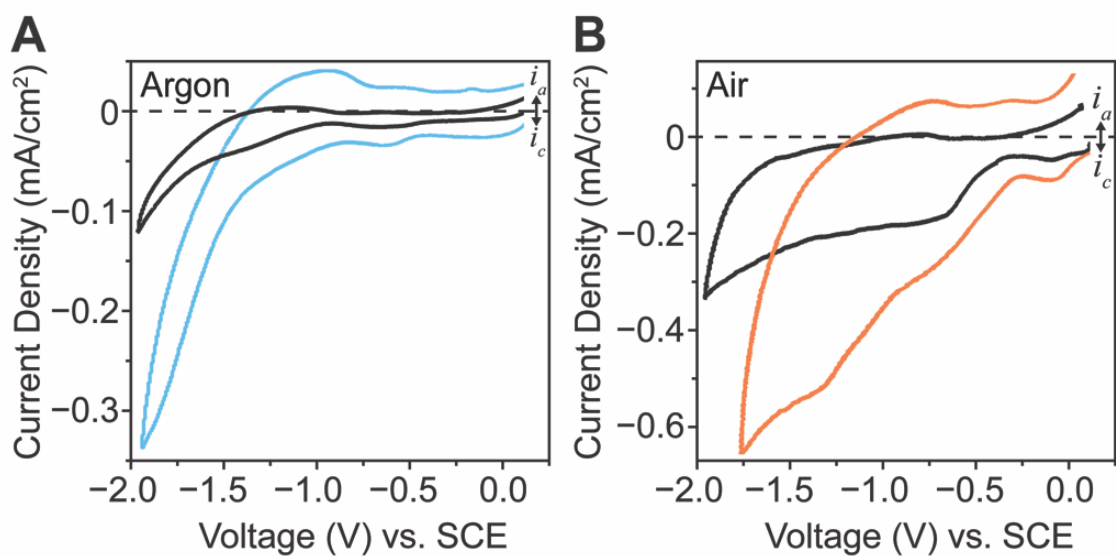 A
Argon
i_a
i_c
0
−0.1
−0.2
−0.3
Current Density (mA/cm²)
−2.0 −1.5 −1.0 −0.5 0.0
Voltage (V) vs. SCE
B
Air
i_a
i_c
0
−0.2
−0.4
−0.6
Current Density (mA/cm²)
−2.0 −1.5 −1.0 −0.5 0.0
Voltage (V) vs. SCE